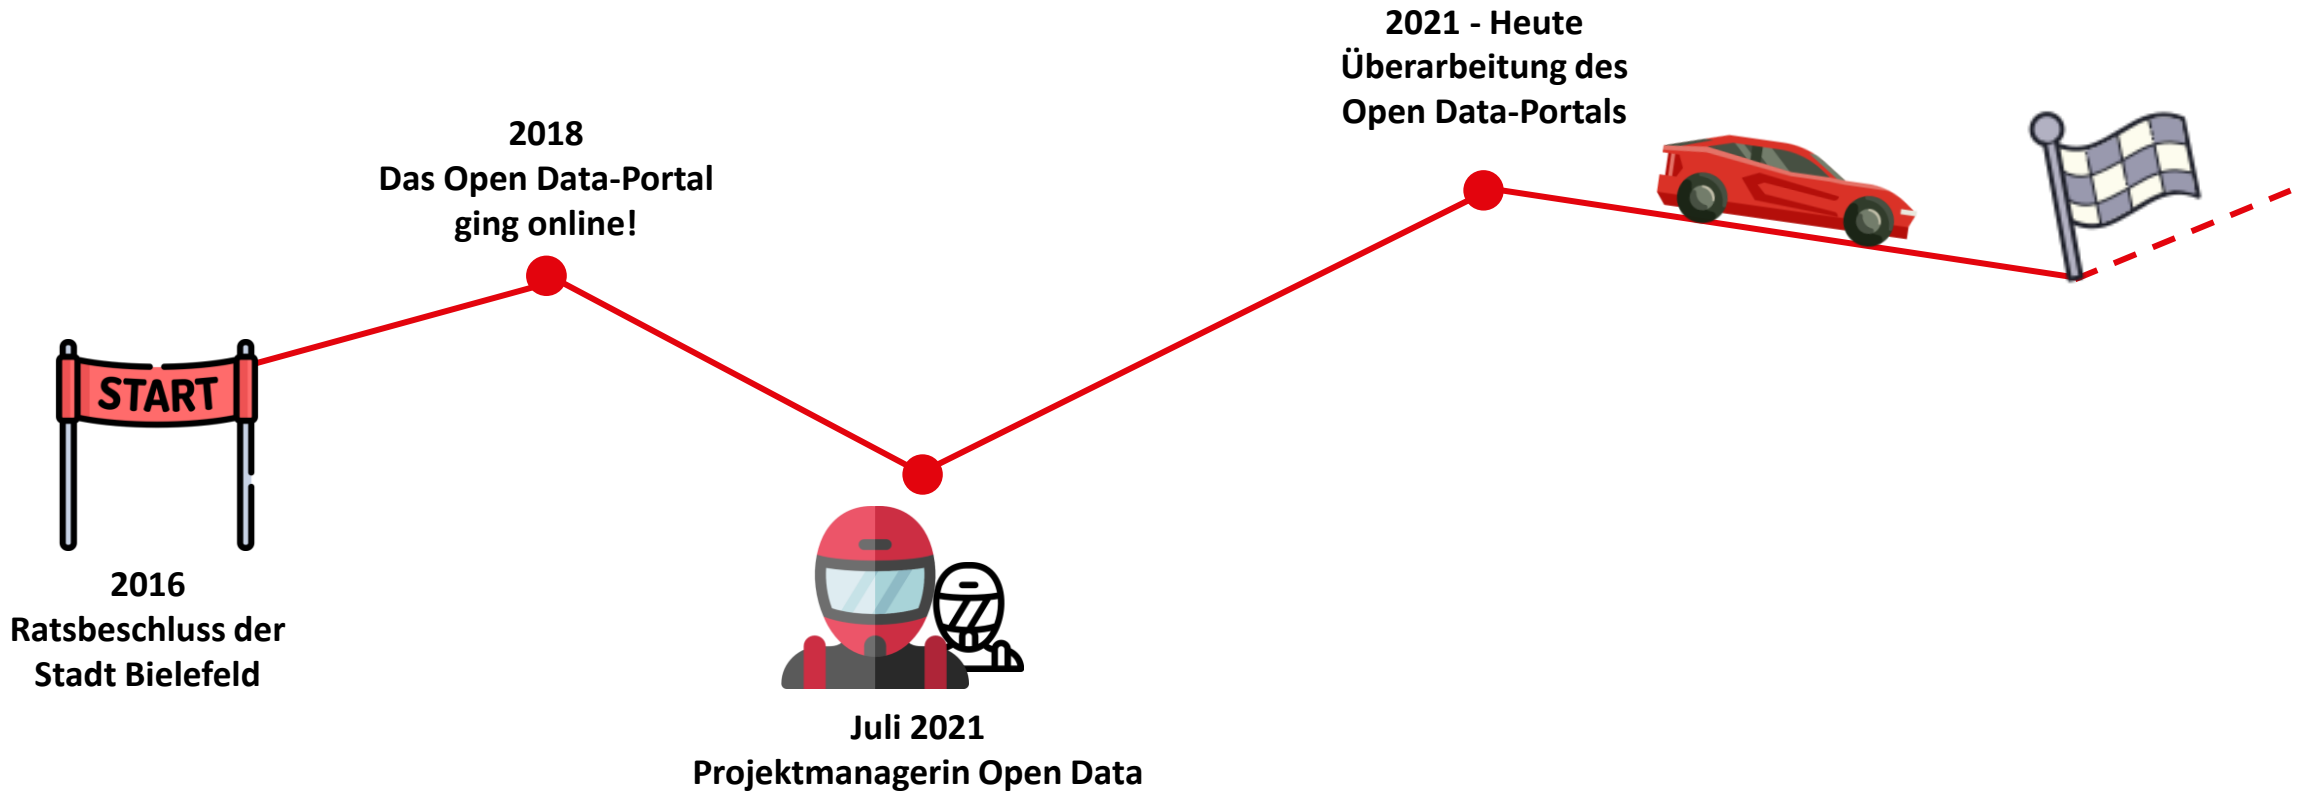 START
2016
Ratsbeschluss der
Stadt Bielefeld
2018
Das Open Data-Portal
ging online!
Juli 2021
Projektmanagerin Open Data
2021 - Heute
Überarbeitung des
Open Data-Portals